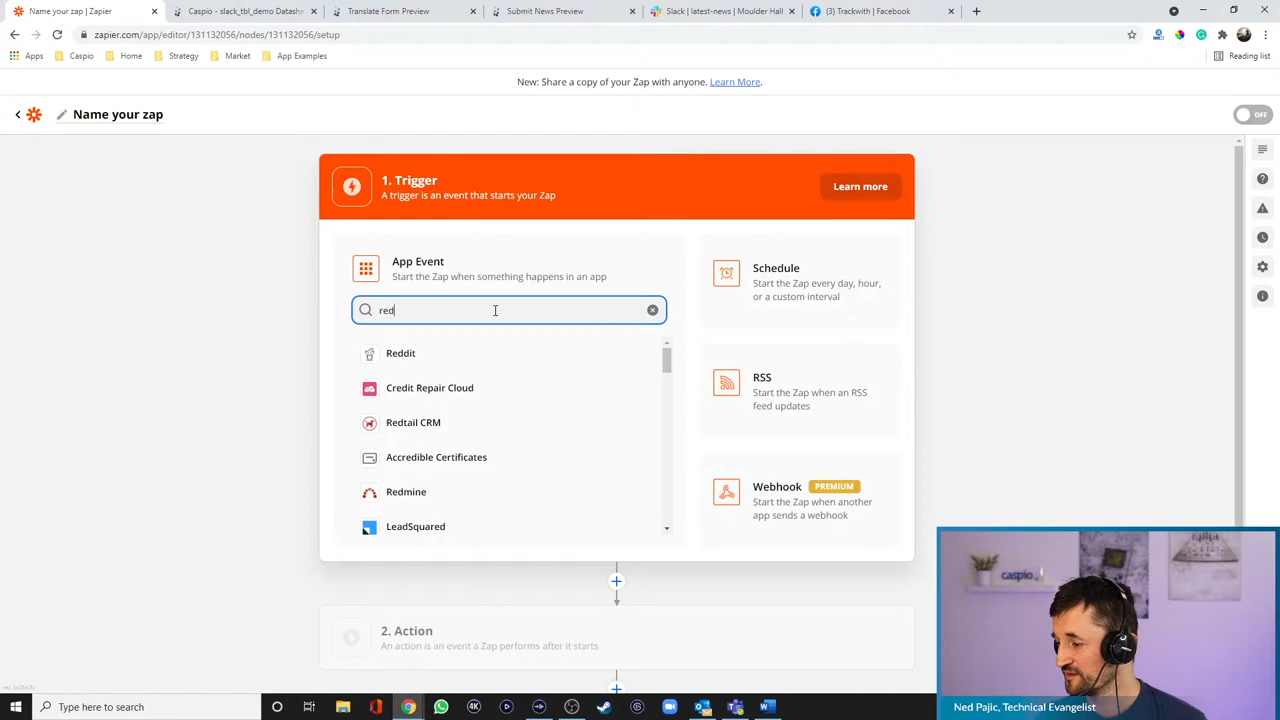 Name your zap | Zapier
Caspio - slack_tbl_demo Datashe
Translate Form Preview
Submit News Preview
Slack | latest-news | Moulder Hall
(3) Trackwith | Facebook
zapier.com/app/editor/131132056/nodes/131132056/setup
Apps
Caspio
Home
Strategy
Market
App Examples
Reading list
New: Share a copy of your Zap with anyone. Learn More.
Name your zap
OFF
1. Trigger
A trigger is an event that starts your Zap
Learn more
App Event
Start the Zap when something happens in an app
red
Reddit
Credit Repair Cloud
Redtail CRM
Accredible Certificates
Redmine
LeadSquared
Schedule
Start the Zap every day, hour,
or a custom interval
RSS
Start the Zap when an RSS
feed updates
Webhook PREMIUM
Start the Zap when another
app sends a webhook
2. Action
An action is an event a Zap performs after it starts
caspio
Ned Pajic, Technical Evangelist
Type here to search
4K